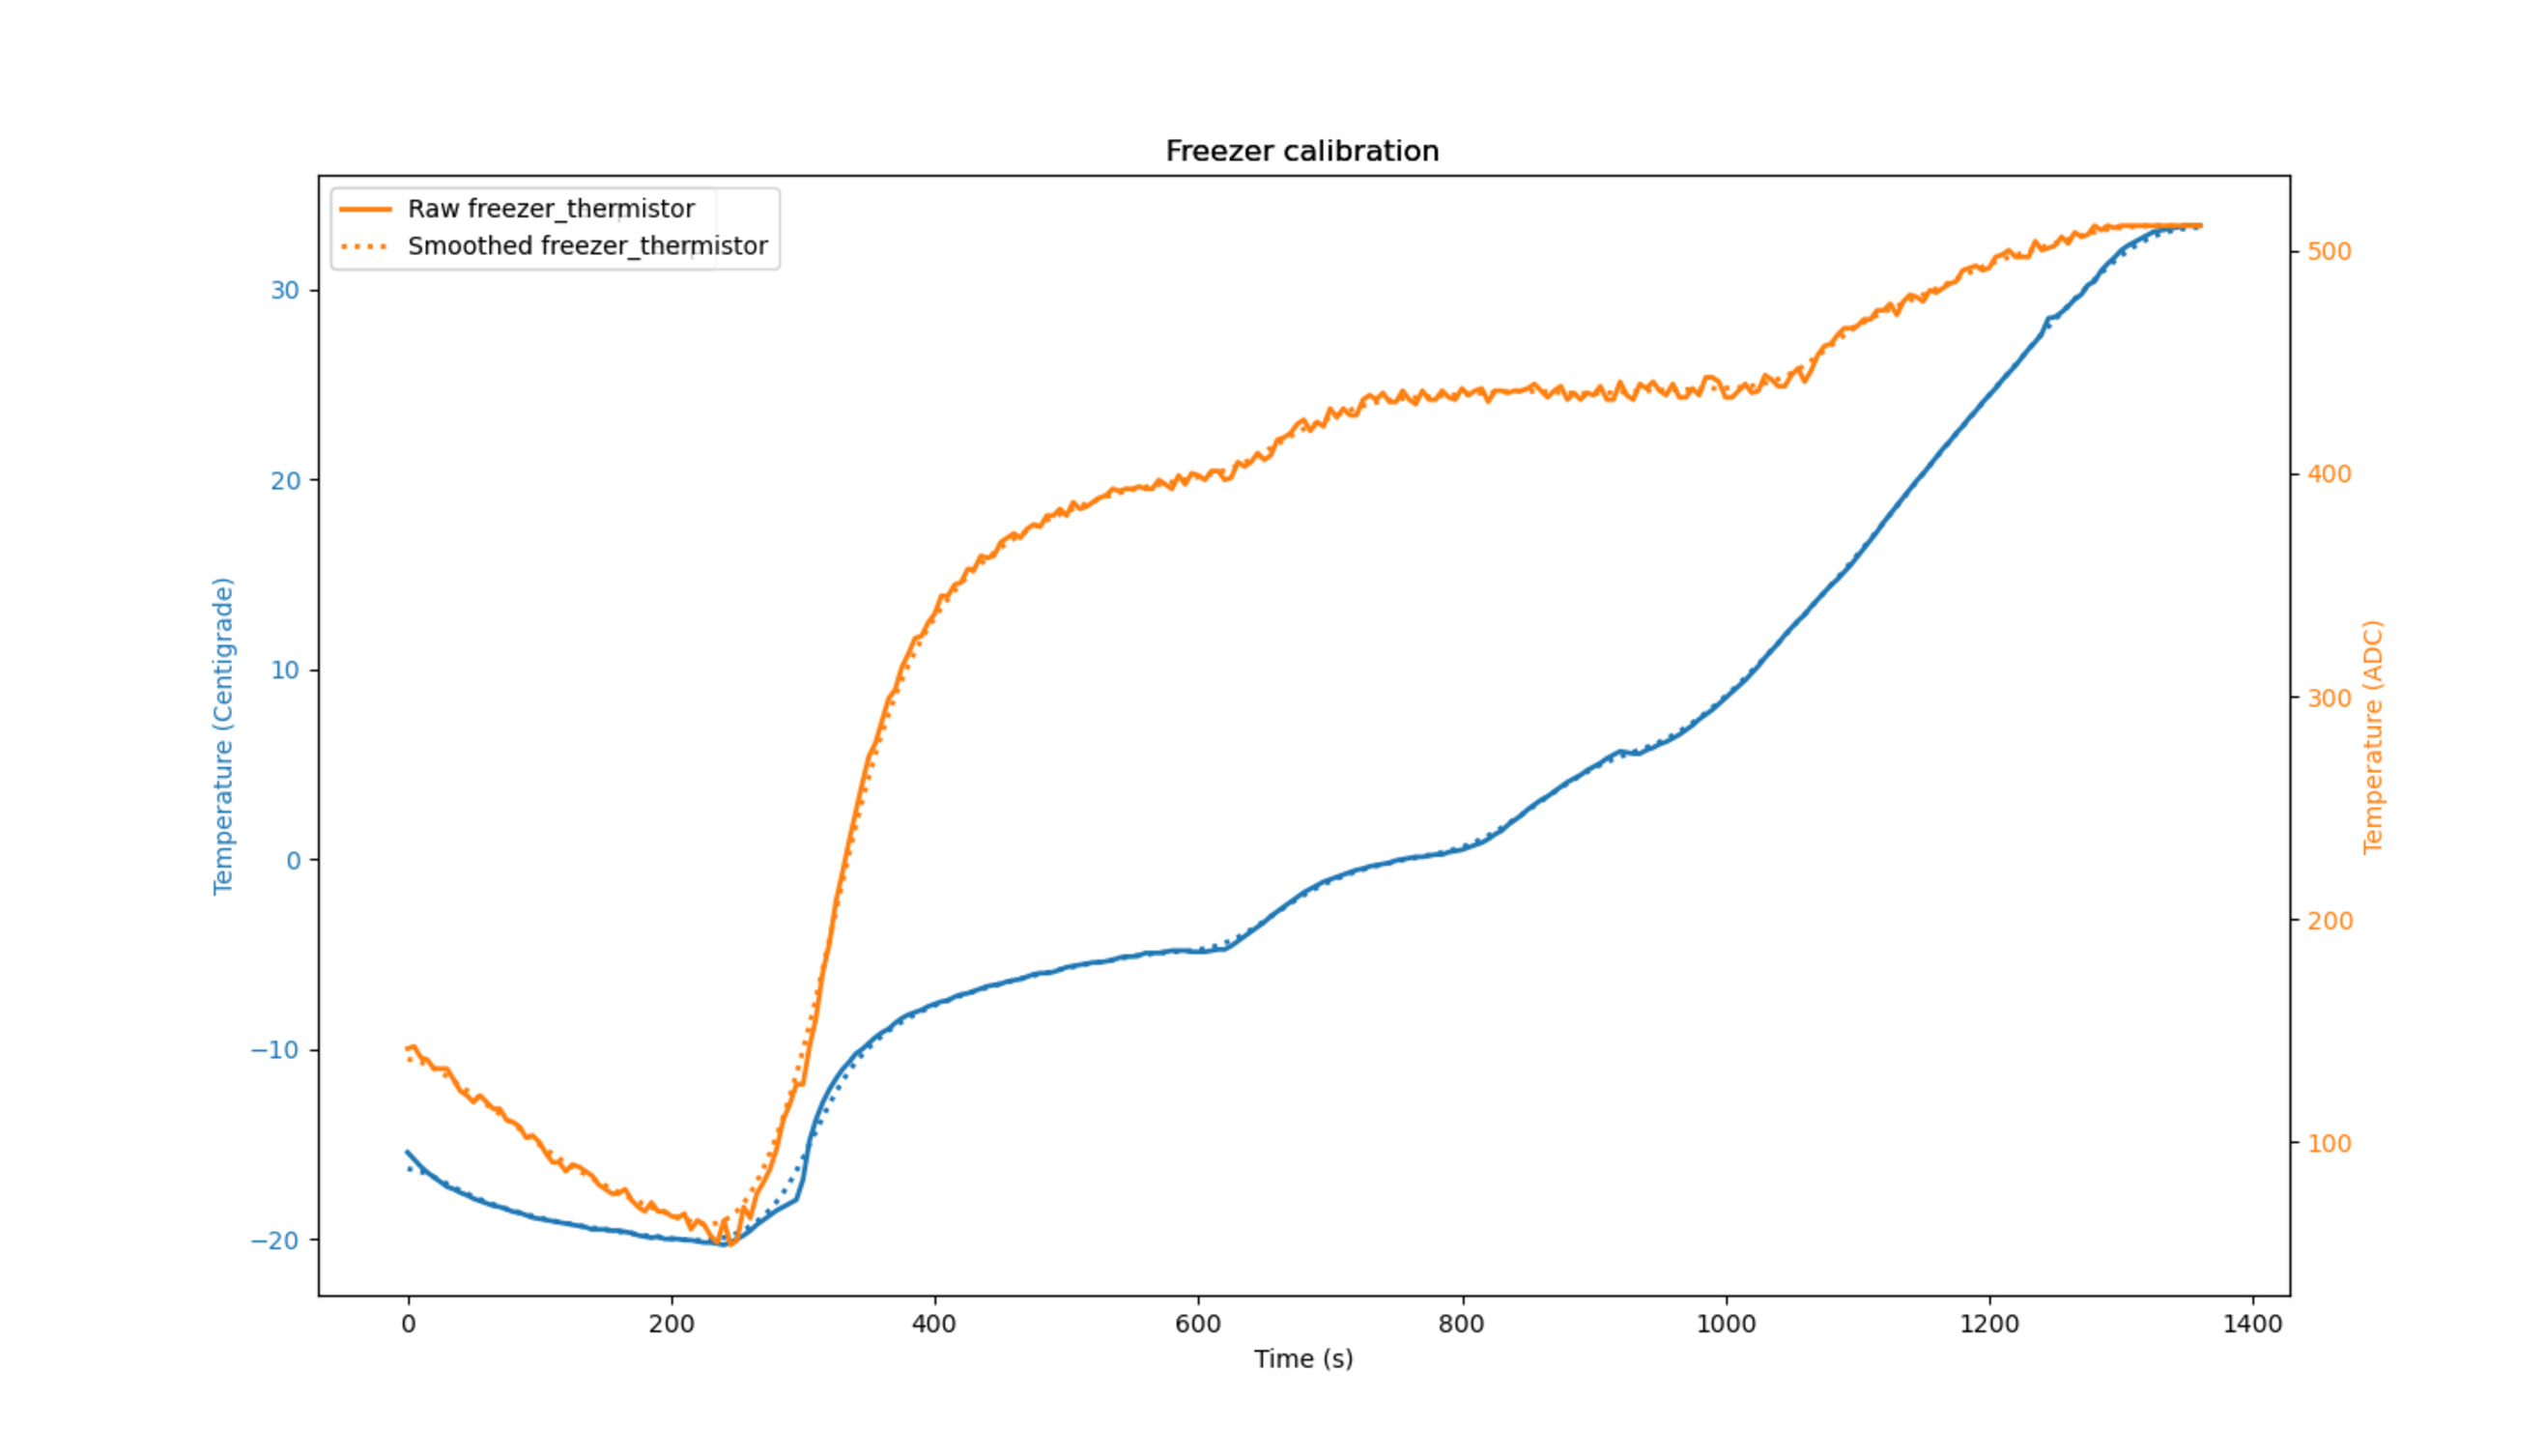 Freezer calibration
Raw freezer_thermistor
Smoothed freezer_thermistor
30
20
10
0
−10
−20
Temperature (Centigrade)
500
400
300
200
100
Temperature (ADC)
0 200 400 600 800 1000 1200 1400
Time (s)